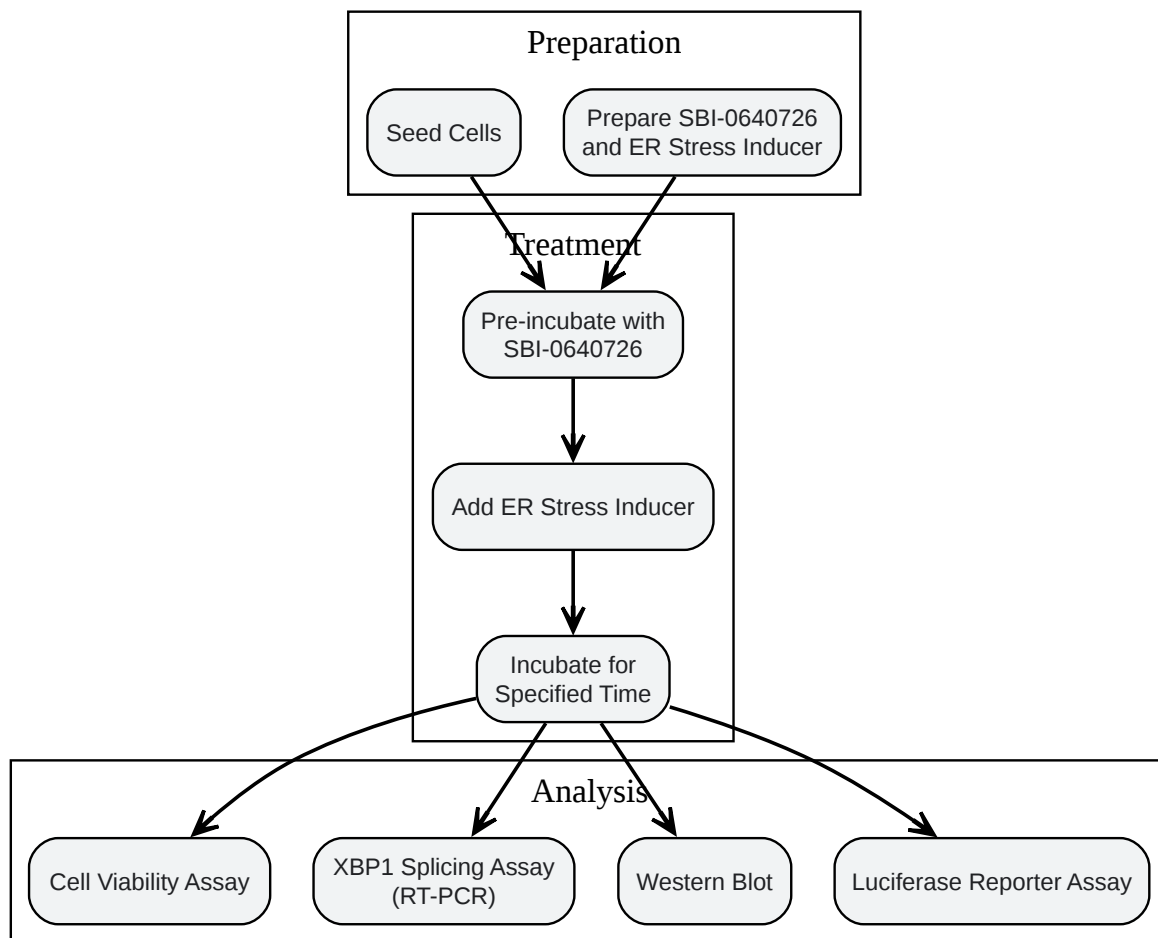 Preparation
Seed Cells
Prepare SBI-0640726
and ER Stress Inducer
Treatment
Pre-incubate with
SBI-0640726
Add ER Stress Inducer
Incubate for
Specified Time
Analysis
Cell Viability Assay
XBP1 Splicing Assay
(RT-PCR)
Western Blot
Luciferase Reporter Assay